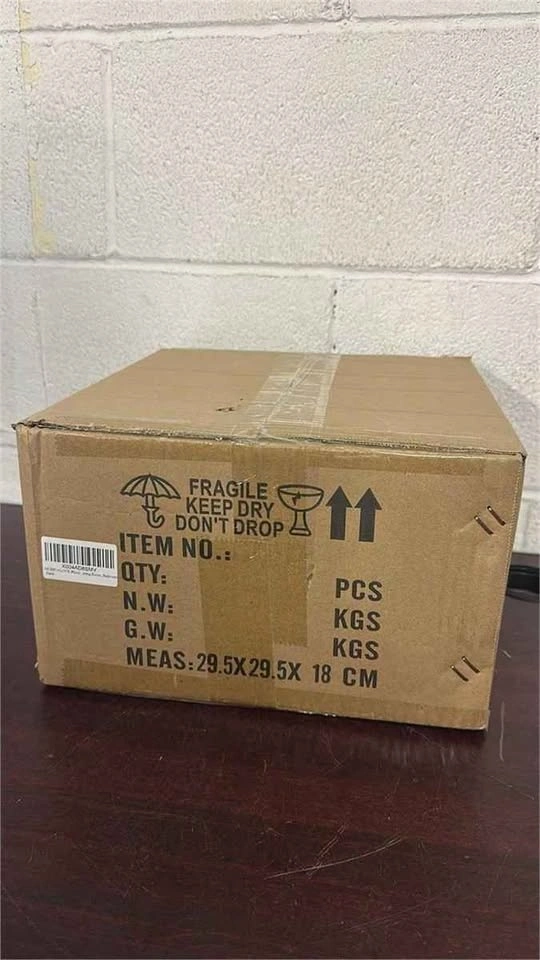 FRAGILE
KEEP DRY
DON'T DROP
ITEM NO.:
QTY: PCS
N.W: KGS
G.W: KGS
MEAS: 29.5X29.5X 18 CM